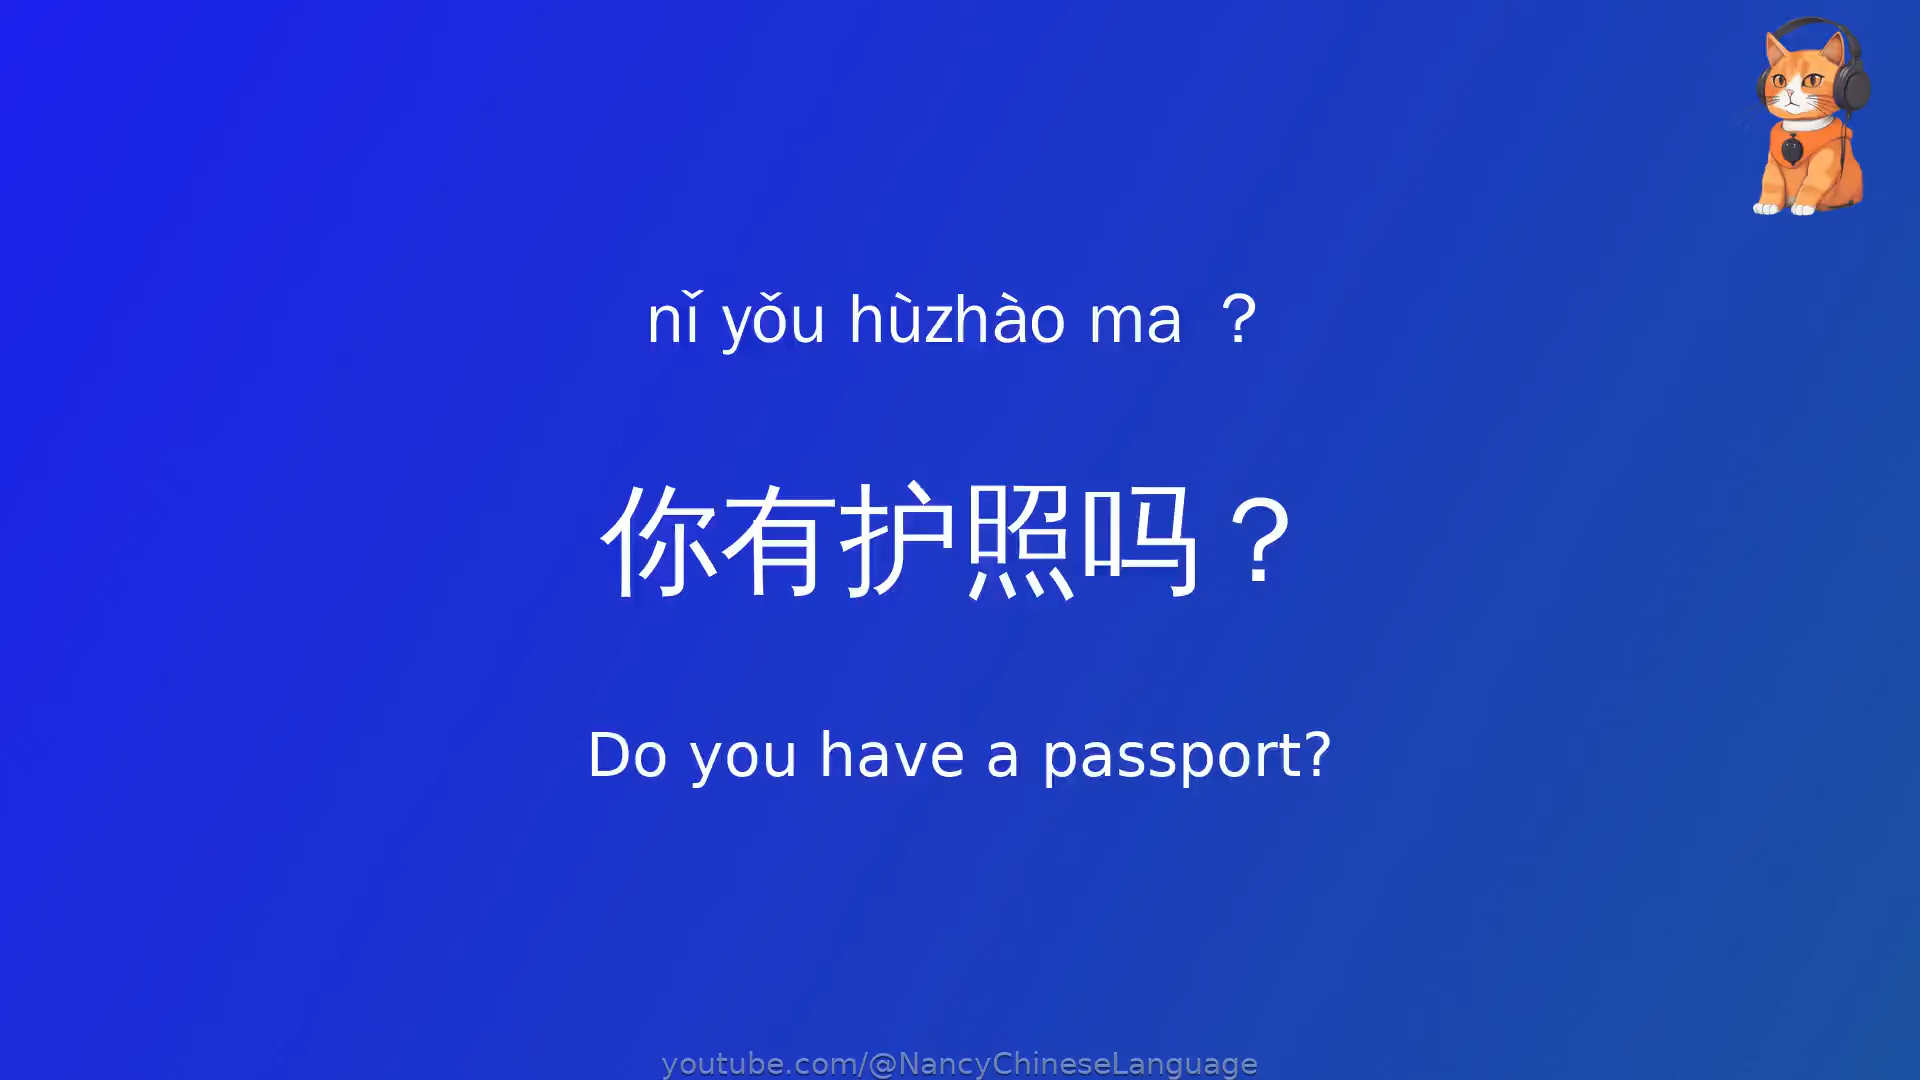 nǐ yǒu hùzhào ma ？
你有护照吗？
Do you have a passport?
youtube.com/@NancyChineseLanguage